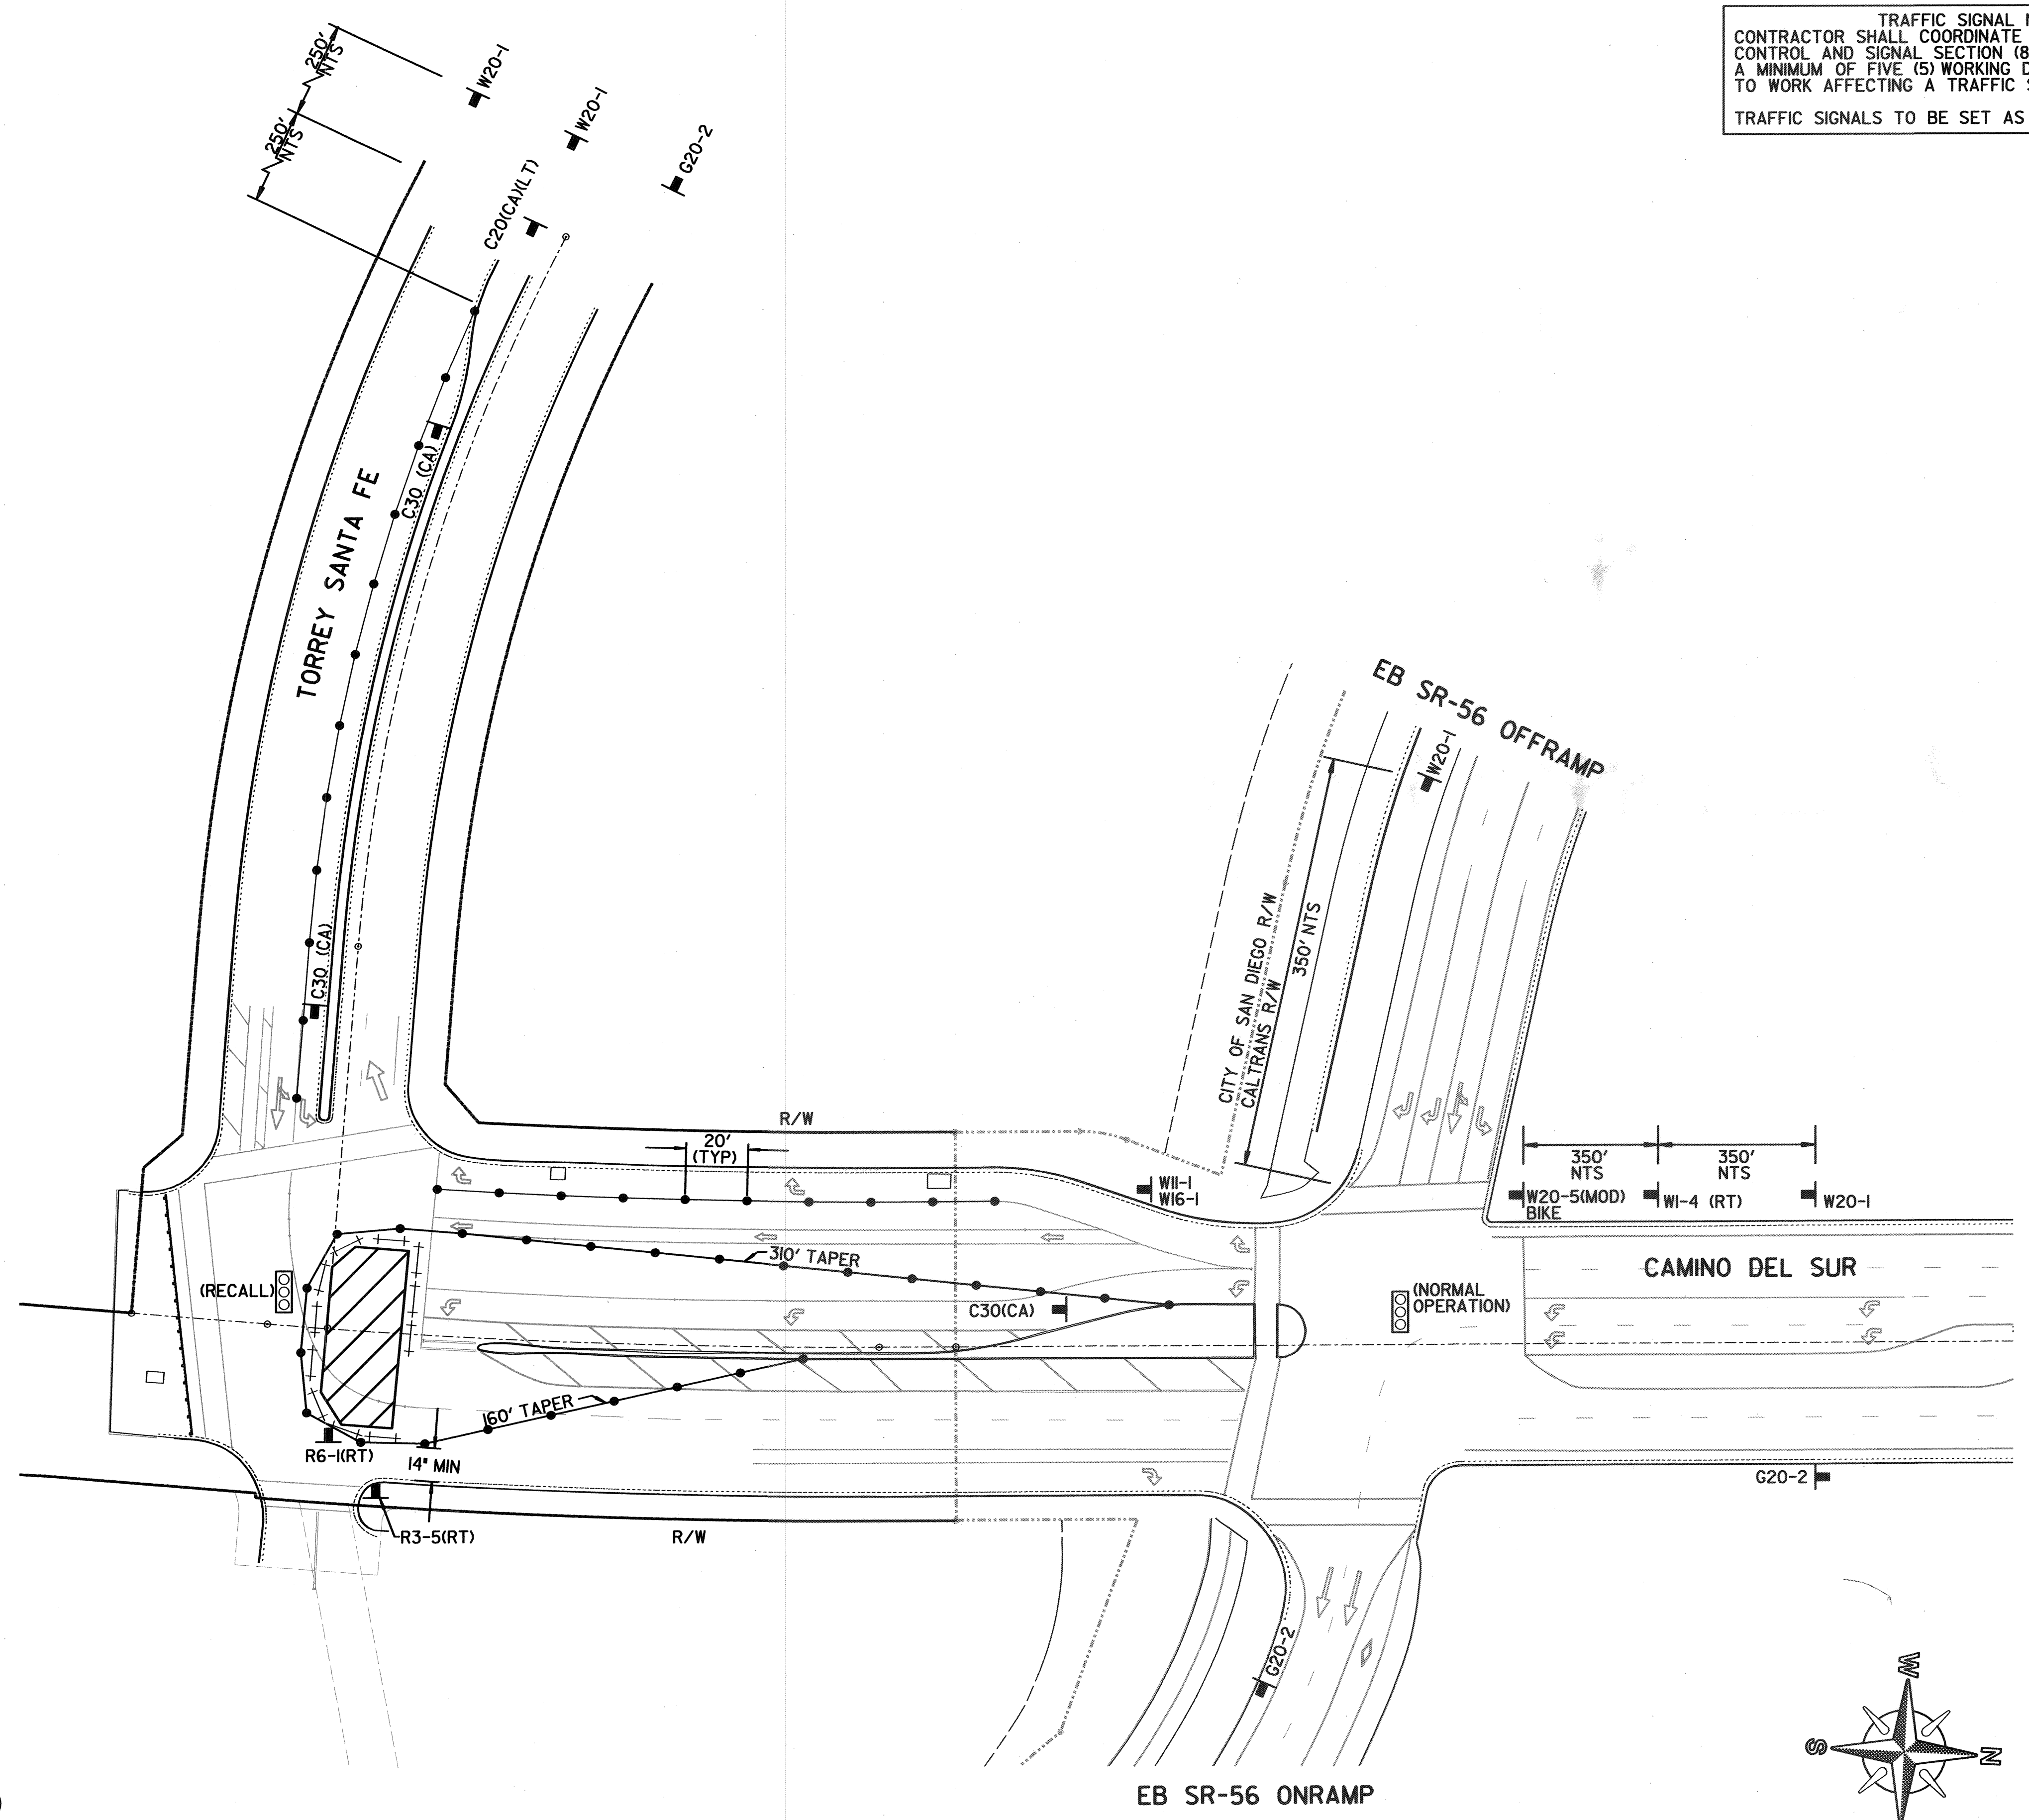 TRAFFIC SIGNAL
CONTRACTOR SHALL COORDINATE
CONTROL AND SIGNAL SECTION (8
A MINIMUM OF FIVE (5) WORKING
TO WORK AFFECTING A TRAFFIC
TRAFFIC SIGNALS TO BE SET AS
250'
NTS
250'
NTS
W20-1
W20-1
G20-2
C20(CA)(LT)
C30 (CA)
TORREY SANTA FE
C30 (CA)
EB SR-56 OFFRAMP
W20-1
CITY OF SAN DIEGO R/W
CALTRANS R/W
350' NTS
R/W
20'
(TYP)
W11-1
W16-1
350'
NTS
350'
NTS
W20-5(MOD)
BIKE
W1-4 (RT)
W20-1
310' TAPER
CAMINO DEL SUR
(RECALL)
C30(CA)
(NORMAL
OPERATION)
160' TAPER
R6-1(RT)
14" MIN
G20-2
R3-5(RT)
R/W
G20-2
W
S
N
EB SR-56 ONRAMP